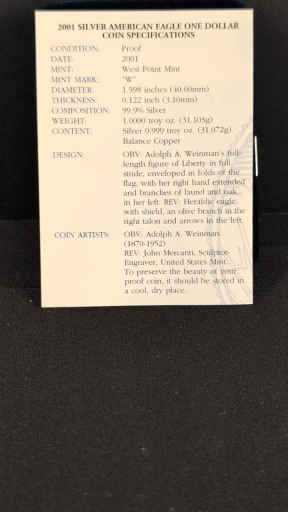 2001 SILVER AMERICAN EAGLE ONE DOLLAR
COIN SPECIFICATIONS
CONDITION: Proof
DATE: 2001
MINT: West Point Mint
MINT MARK: "W"
DIAMETER: 1.598 inches (40.60mm)
THICKNESS: 0.122 inch (3.10mm)
COMPOSITION: 99.9% Silver
WEIGHT: 1.0000 troy oz. (31.103g)
CONTENT: Silver 0.999 troy oz. (31.072g)
Balance Copper
DESIGN: OBV: Adolph A. Weinman's full-
length figure of Liberty in full
stride, enveloped in folds of the
flag, with her right hand extended
and branches of laurel and oak
in her left. REV: Heraldic eagle
with shield, an olive branch in the
right talon and arrows in the left.
COIN ARTISTS: OBV: Adolph A. Weinman
(1870-1952)
REV: John Mercanti, Sculptor-
Engraver, United States Mint
To preserve the beauty of your
proof coin, it should be stored in
a cool, dry place.